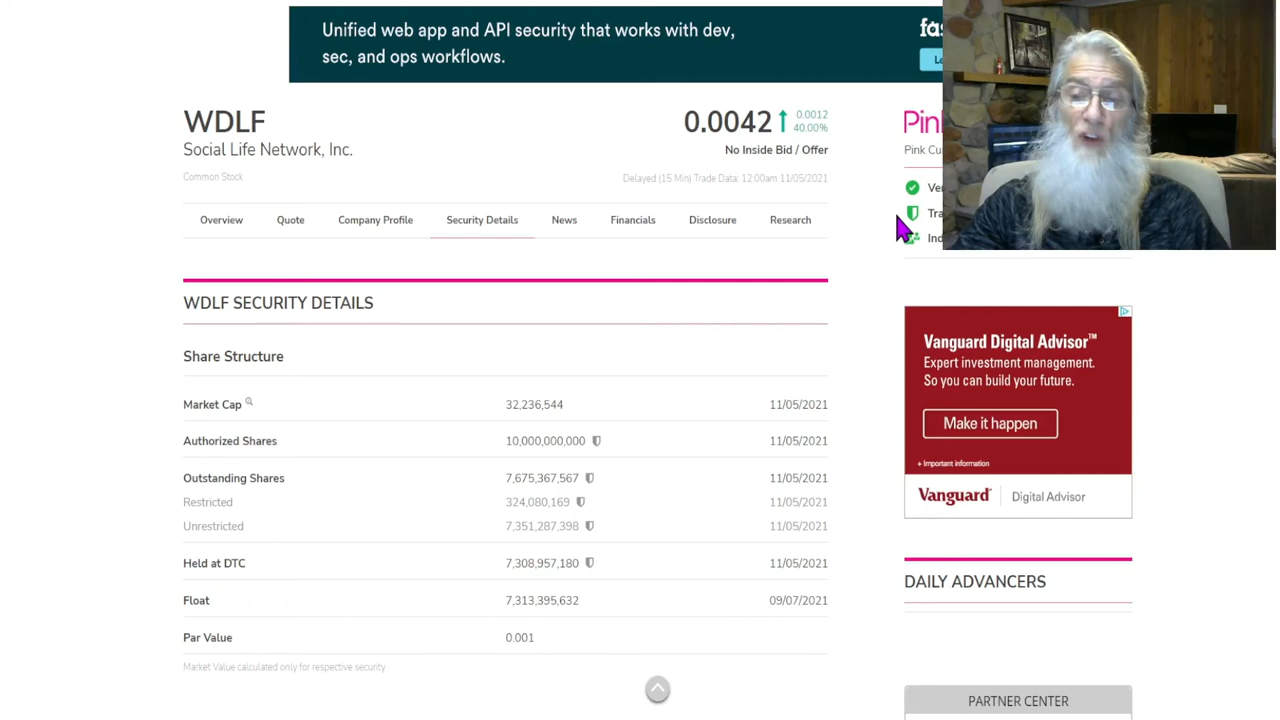 Unified web app and API security that works with dev,
sec, and ops workflows.
WDLF
0.0042
0.0012
40.00%
Social Life Network, Inc.
No Inside Bid / Offer
Common Stock
Delayed (15 Min) Trade Data: 12:00am 11/05/2021
Overview Quote Company Profile Security Details News Financials Disclosure Research
WDLF SECURITY DETAILS
Share Structure
Market Cap 32,236,544 11/05/2021
Authorized Shares 10,000,000,000 11/05/2021
Outstanding Shares 7,675,367,567 11/05/2021
Restricted 324,080,169 11/05/2021
Unrestricted 7,351,287,398 11/05/2021
Held at DTC 7,308,957,180 11/05/2021
Float 7,313,395,632 09/07/2021
Par Value 0.001
Market Value calculated only for respective security
Pin
Pink Cu
Ve
Tra
Ind
Vanguard Digital Advisor™
Expert investment management.
So you can build your future.
Make it happen
+ Important information
Vanguard® Digital Advisor
DAILY ADVANCERS
PARTNER CENTER